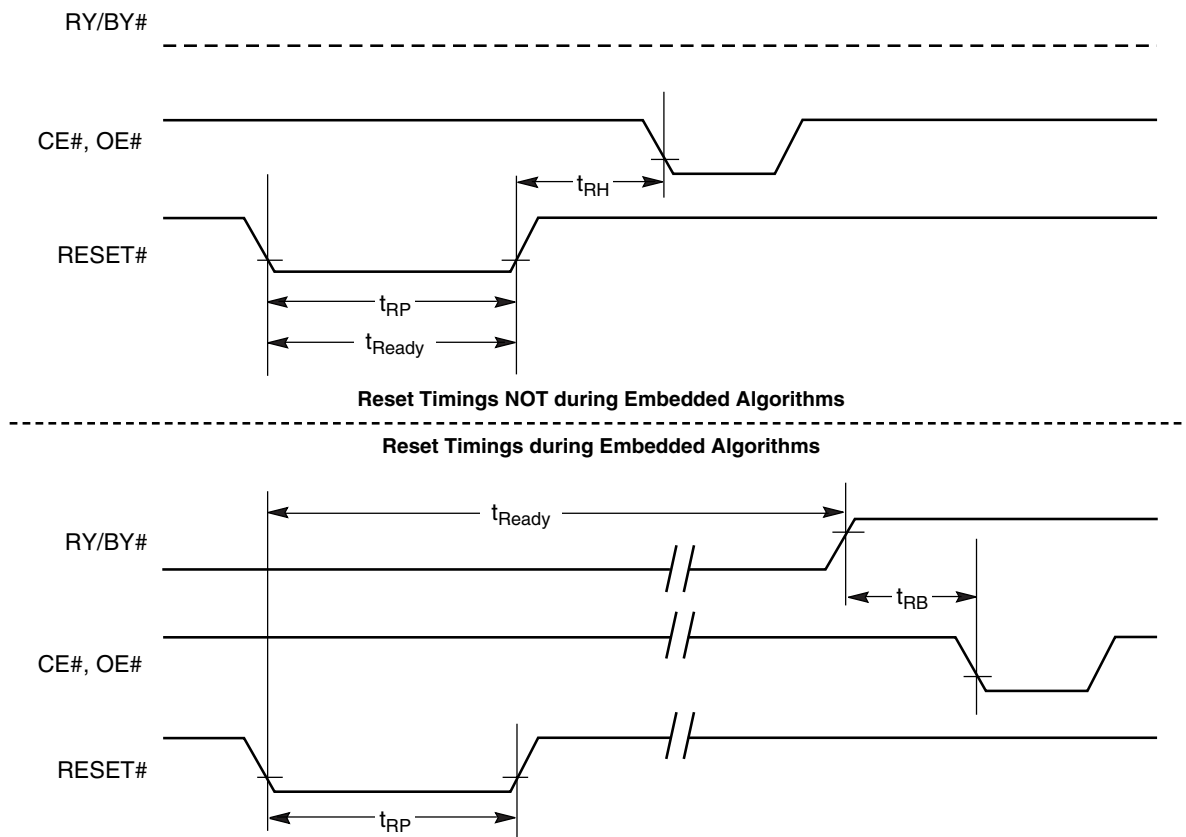 RY/BY#
CE#, OE#
tRH
RESET#
tRP
tReady
Reset Timings NOT during Embedded Algorithms
Reset Timings during Embedded Algorithms
tReady
RY/BY#
tRB
CE#, OE#
RESET#
tRP